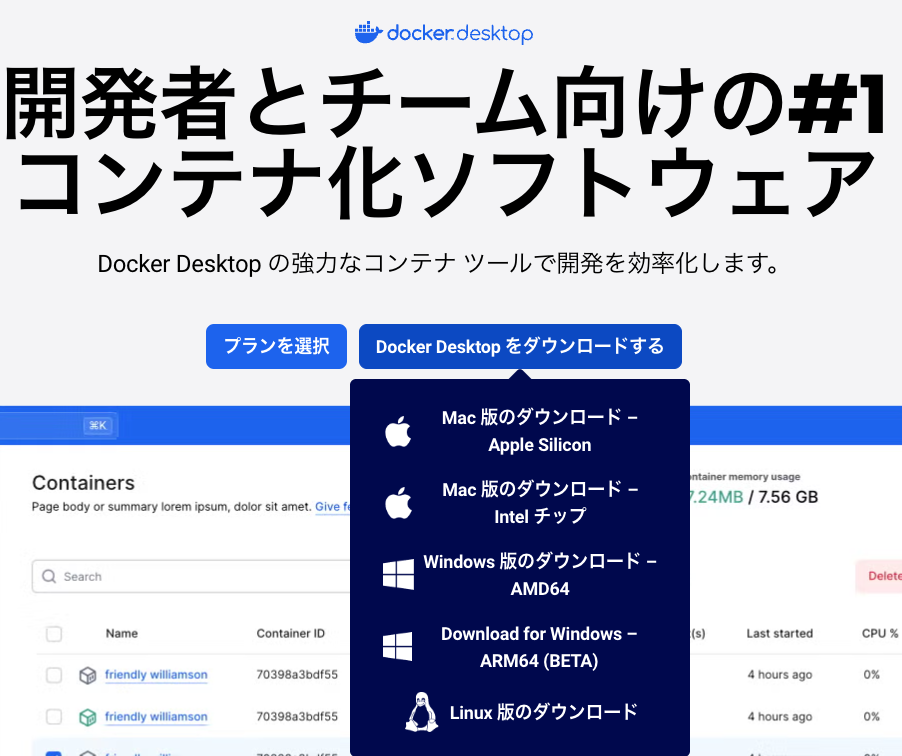 docker.desktop
開発者とチーム向けの#1
コンテナ化ソフトウェア
Docker Desktop の強力なコンテナ ツールで開発を効率化します。
プランを選択
Docker Desktop をダウンロードする
⌘K
Mac 版のダウンロード –
Apple Silicon
Mac 版のダウンロード –
Intel チップ
Windows 版のダウンロード –
AMD64
Download for Windows –
ARM64 (BETA)
Linux 版のダウンロード
Containers
Page body or summary lorem ipsum, dolor sit amet. Give
memory usage
7.24MB / 7.56 GB
Search
Delete
Name Container ID (s) Last started CPU %
friendly williamson 70398a3bdf55 4 hours ago 0%
friendly williamson 70398a3bdf55 4 hours ago 0%